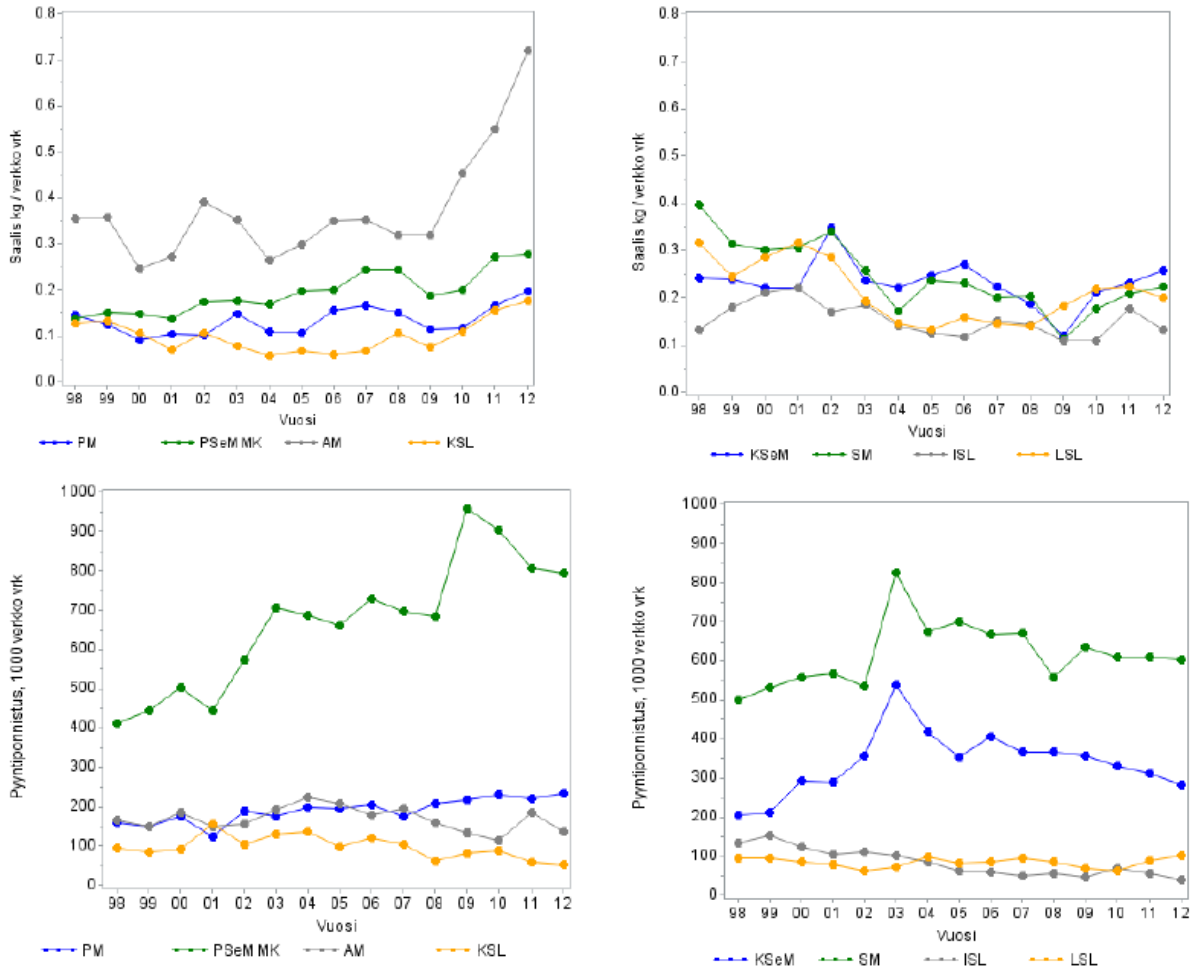 0.8
0.7
0.6
0.5
0.4
0.3
0.2
0.1
0.0
Saalis kg / verkko vrk
98 99 00 01 02 03 04 05 06 07 08 09 10 11 12
Vuosi
PM PSeM MK AM KSL
0.8
0.7
0.6
0.5
0.4
0.3
0.2
0.1
0.0
Saalis kg / verkko vrk
98 99 00 01 02 03 04 05 06 07 08 09 10 11 12
Vuosi
KSeM SM ISL LSL
1000
900
800
700
600
500
400
300
200
100
0
Pyyntiponnistus, 1000 verkko vrk
98 99 00 01 02 03 04 05 06 07 08 09 10 11 12
Vuosi
PM PSeM MK AM KSL
1000
900
800
700
600
500
400
300
200
100
0
Pyyntiponnistus, 1000 verkko vrk
98 99 00 01 02 03 04 05 06 07 08 09 10 11 12
Vuosi
KSeM SM ISL LSL